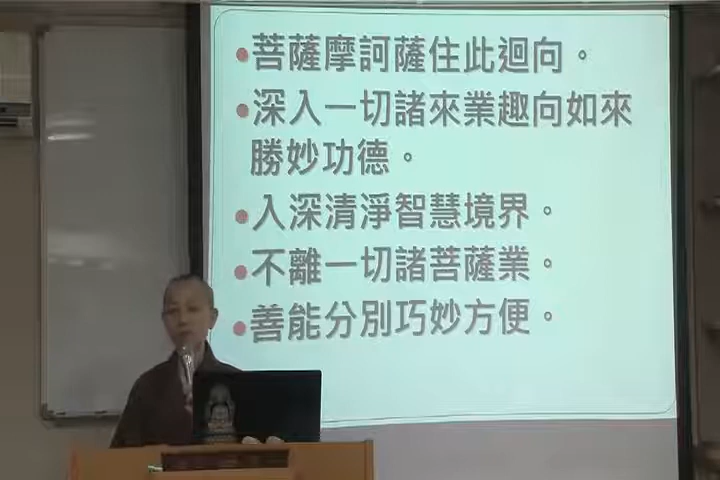 菩薩摩訶薩住此迴向。
深入一切諸來業趣向如來
勝妙功德。
入深清淨智慧境界。
不離一切諸菩薩業。
善能分別巧妙方便。